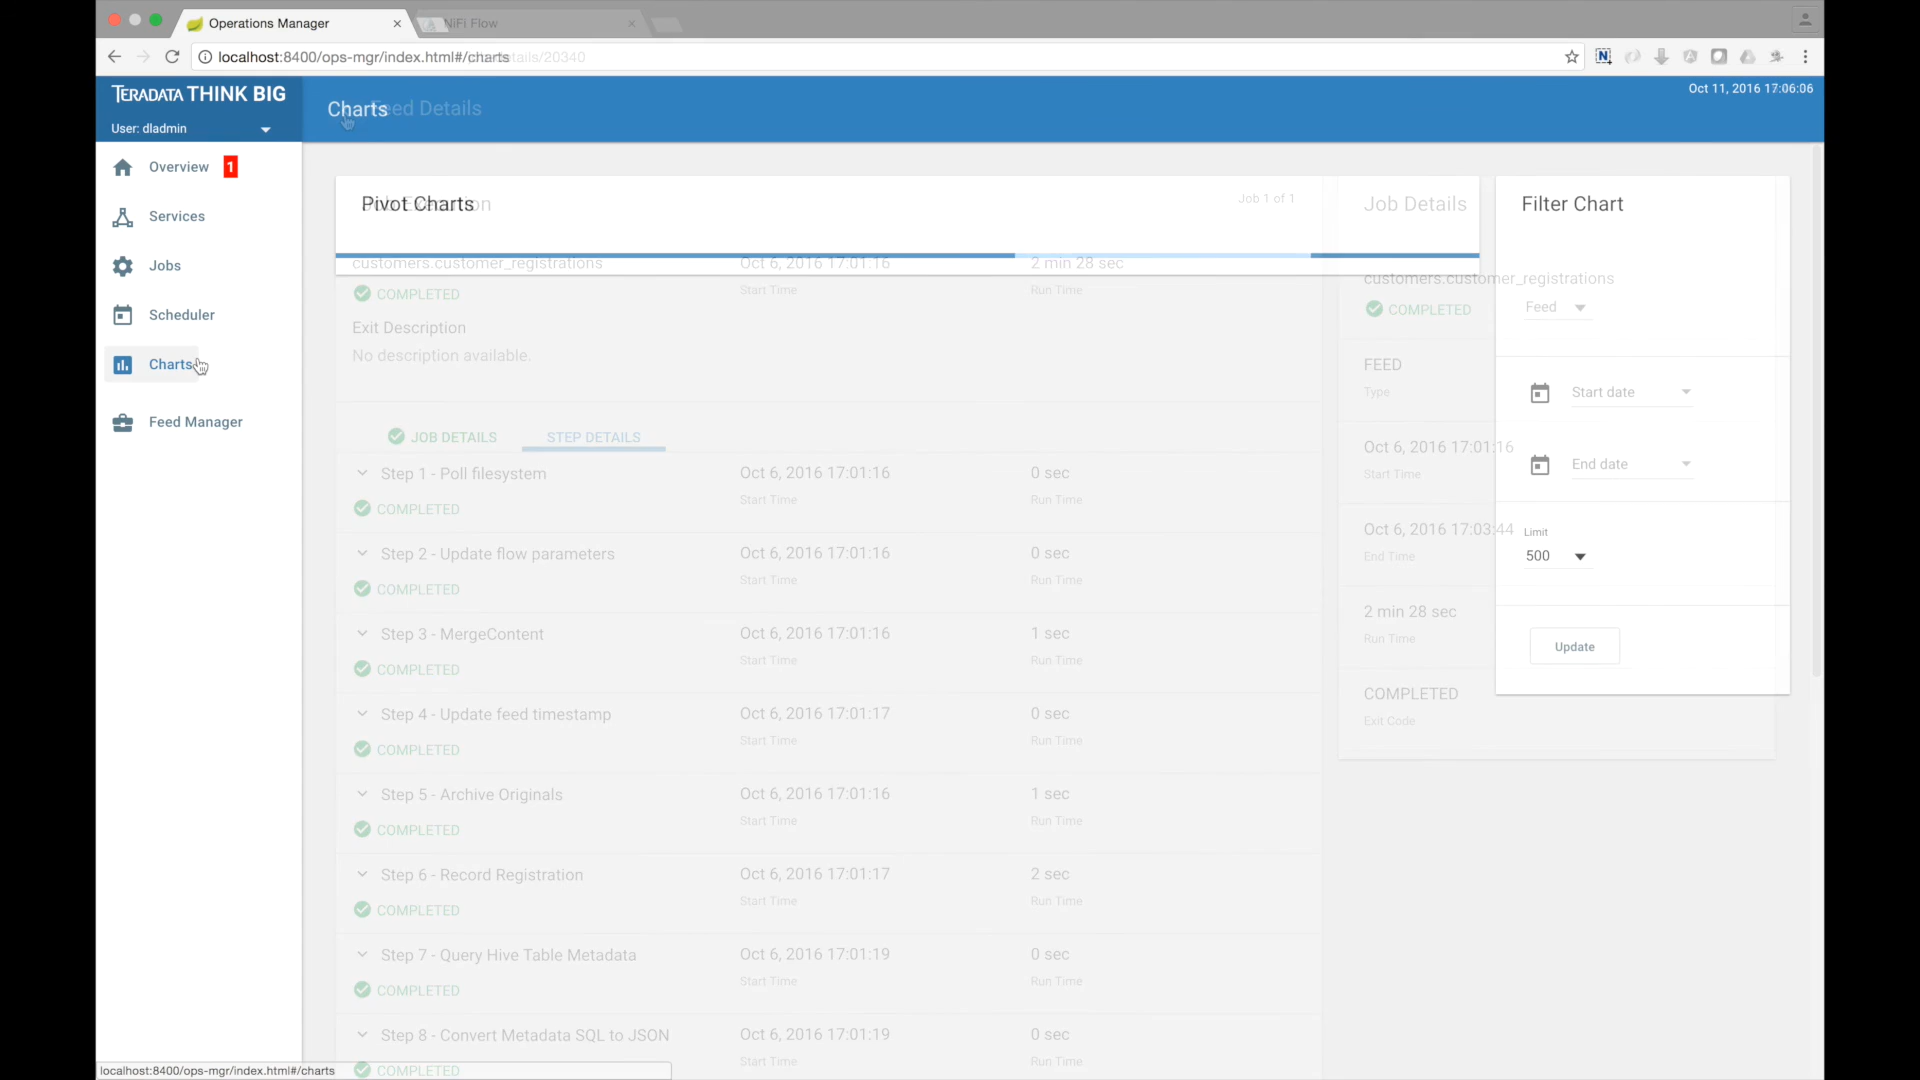 Operations Manager
NiFi Flow
localhost:8400/ops-mgr/index.html#/charts
tails/20340
TERADATA THINK BIG
User: dladmin
Charts
Feed Details
Oct 11, 2016 17:06:06
Overview 1
Services
Jobs
Scheduler
Charts
Feed Manager
Pivot Charts
Job Execution
Job 1 of 1
customers.customer_registrations
Oct 6, 2016 17:01:16
2 min 28 sec
COMPLETED
Start Time
Run Time
Exit Description
No description available.
JOB DETAILS
STEP DETAILS
Step 1 - Poll filesystem
Oct 6, 2016 17:01:16
0 sec
Start Time
Run Time
COMPLETED
Step 2 - Update flow parameters
Oct 6, 2016 17:01:16
0 sec
Start Time
Run Time
COMPLETED
Step 3 - MergeContent
Oct 6, 2016 17:01:16
1 sec
Start Time
Run Time
COMPLETED
Step 4 - Update feed timestamp
Oct 6, 2016 17:01:17
0 sec
Start Time
Run Time
COMPLETED
Step 5 - Archive Originals
Oct 6, 2016 17:01:16
1 sec
Start Time
Run Time
COMPLETED
Step 6 - Record Registration
Oct 6, 2016 17:01:17
2 sec
Start Time
Run Time
COMPLETED
Step 7 - Query Hive Table Metadata
Oct 6, 2016 17:01:19
0 sec
Start Time
Run Time
COMPLETED
Step 8 - Convert Metadata SQL to JSON
Oct 6, 2016 17:01:19
0 sec
Start Time
Run Time
COMPLETED
Job Details
customers.customer_registrations
COMPLETED
FEED
Type
Oct 6, 2016 17:01:16
Start Time
Oct 6, 2016 17:03:44
End Time
2 min 28 sec
Run Time
COMPLETED
Exit Code
Filter Chart
Feed
Start date
End date
Limit
500
Update
localhost:8400/ops-mgr/index.html#/charts